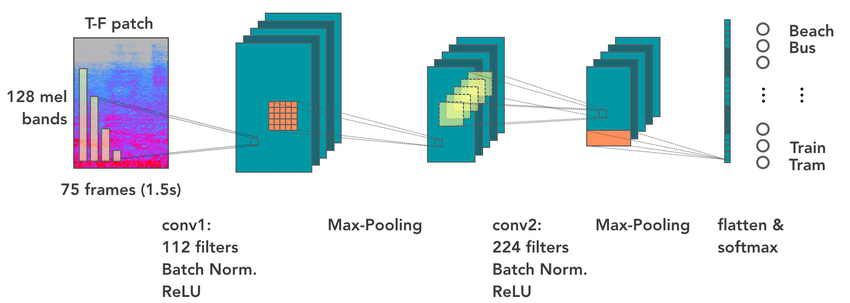 T-F patch
128 mel
bands
75 frames (1.5s)
Beach
Bus
Train
Tram
conv1:
112 filters
Batch Norm.
ReLU
Max-Pooling
conv2:
224 filters
Batch Norm.
ReLU
Max-Pooling
flatten &
softmax